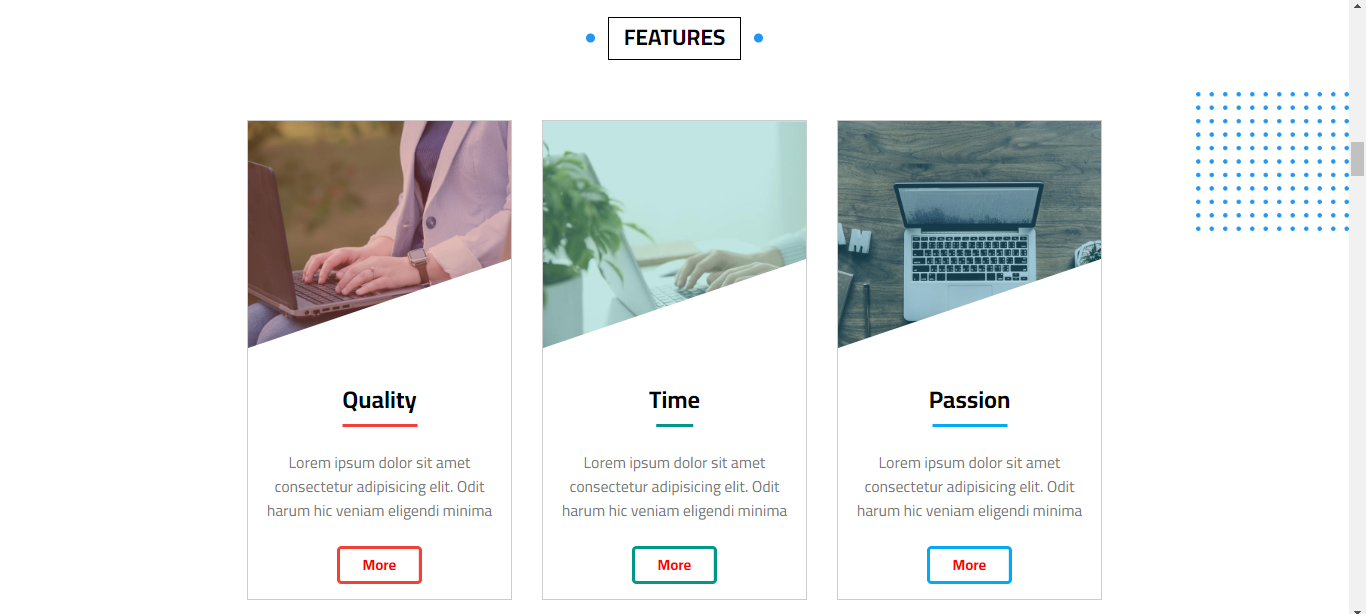 FEATURES
Quality
Lorem ipsum dolor sit amet
consectetur adipisicing elit. Odit
harum hic veniam eligendi minima
More
Time
Lorem ipsum dolor sit amet
consectetur adipisicing elit. Odit
harum hic veniam eligendi minima
More
Passion
Lorem ipsum dolor sit amet
consectetur adipisicing elit. Odit
harum hic veniam eligendi minima
More